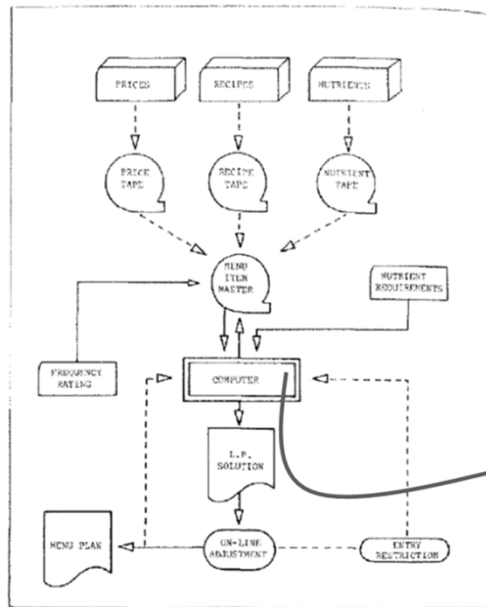 PRICES
RECIPES
NUTRIENTS
PRICE
TAPE
RECIPE
TAPE
NUTRIENT
TAPE
MENU
ITEM
MASTER
NUTRIENT
REQUIREMENTS
FREQUENCY
RATING
COMPUTER
L.P.
SOLUTION
MENU PLAN
ON-LINE
ADJUSTMENT
ENTRY
RESTRICTION